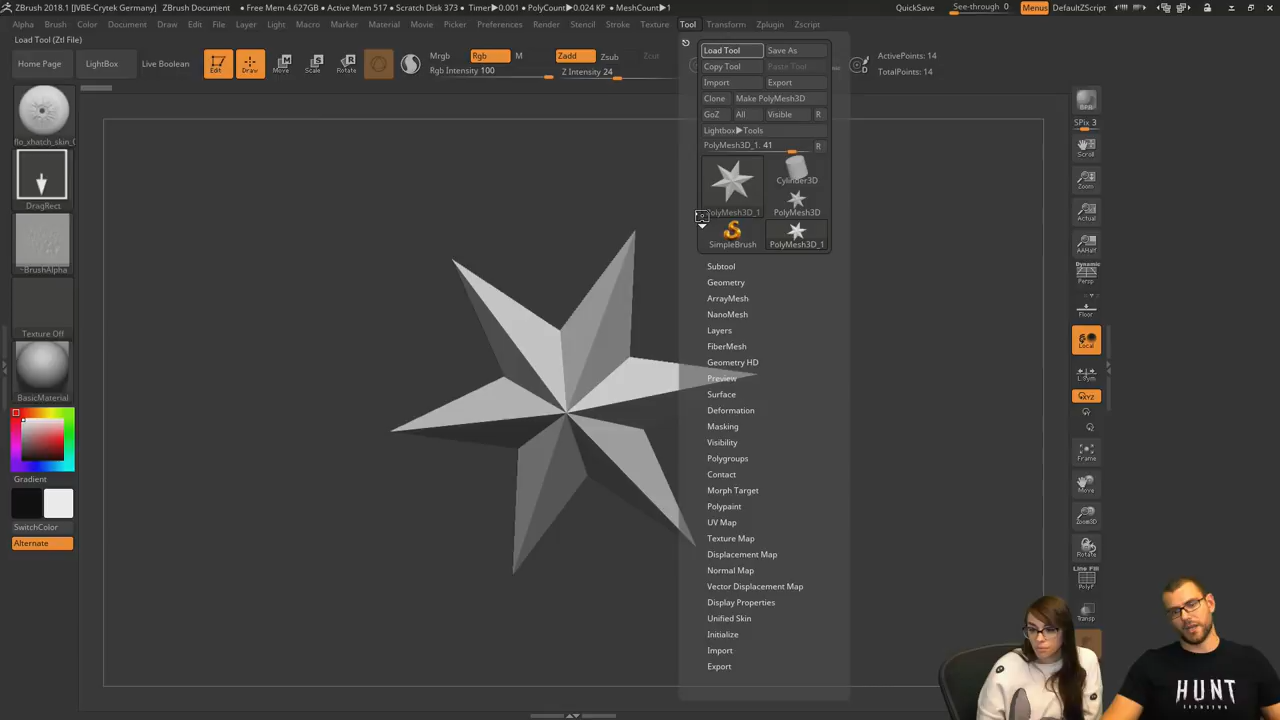 ZBrush 2018.1 [JVBE-Crytek Germany] ZBrush Document • Free Mem 4.627GB • Active Mem 517 • Scratch Disk 373 • Timer▶0.001 • PolyCount▶0.024 KP • MeshCount▶1 QuickSave See-through 0 Menus DefaultZScript
Alpha Brush Color Document Draw Edit File Layer Light Macro Marker Material Movie Picker Preferences Render Stencil Stroke Texture Tool Transform Zplugin Zscript
Load Tool (Ztl File)
Home Page LightBox Live Boolean Edit Draw Move Scale Rotate
Mrgb Rgb M Zadd Zsub Zcut
Rgb Intensity 100 Z Intensity 24
ActivePoints: 14
TotalPoints: 14
DragRect
~BrushAlpha
Texture Off
BasicMaterial
Gradient
SwitchColor
Alternate
Load Tool Save As
Copy Tool Paste Tool
Import Export
Clone Make PolyMesh3D
GoZ All Visible R
Lightbox▶Tools
PolyMesh3D_1. 41 R
Cylinder3D
PolyMesh3D_1 PolyMesh3D
SimpleBrush PolyMesh3D_1
Subtool
Geometry
ArrayMesh
NanoMesh
Layers
FiberMesh
Geometry HD
Preview
Surface
Deformation
Masking
Visibility
Polygroups
Contact
Morph Target
Polypaint
UV Map
Texture Map
Displacement Map
Normal Map
Vector Displacement Map
Display Properties
Unified Skin
Initialize
Import
Export
BPR
SPix 3
Scroll
Zoom
Actual
AAHalf
Dynamic
Persp
Floor
Local
L.Sym
XYZ
Frame
Move
Zoom3D
Rotate
Line Fill
PolyF
Transp
HUNT